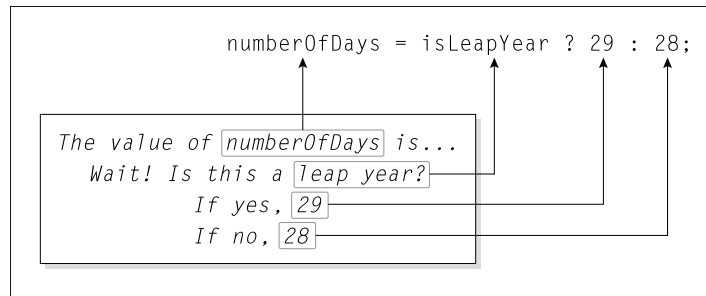 numberOfDays = isLeapYear ? 29 : 28;
The value of numberOfDays is...
Wait! Is this a leap year?
If yes, 29
If no, 28